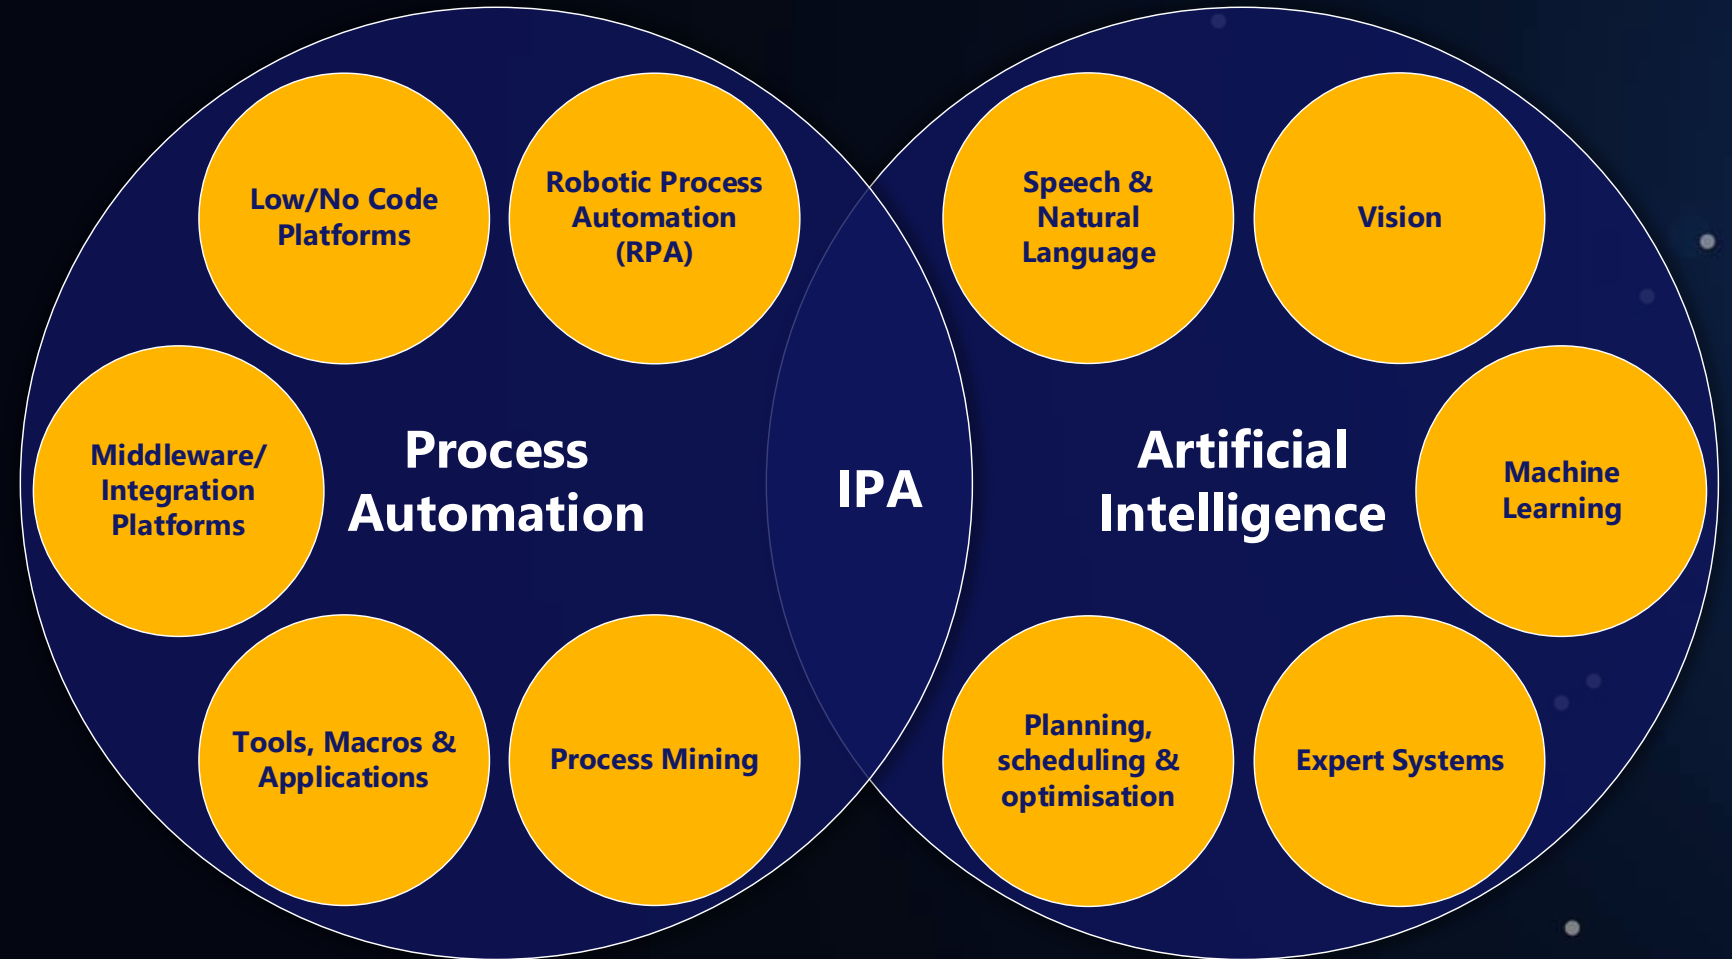 Low/No Code
Platforms
Robotic Process
Automation
(RPA)
Middleware/
Integration
Platforms
Process
Automation
Tools, Macros &
Applications
Process Mining
IPA
Speech &
Natural
Language
Vision
Artificial
Intelligence
Machine
Learning
Planning,
scheduling &
optimisation
Expert Systems